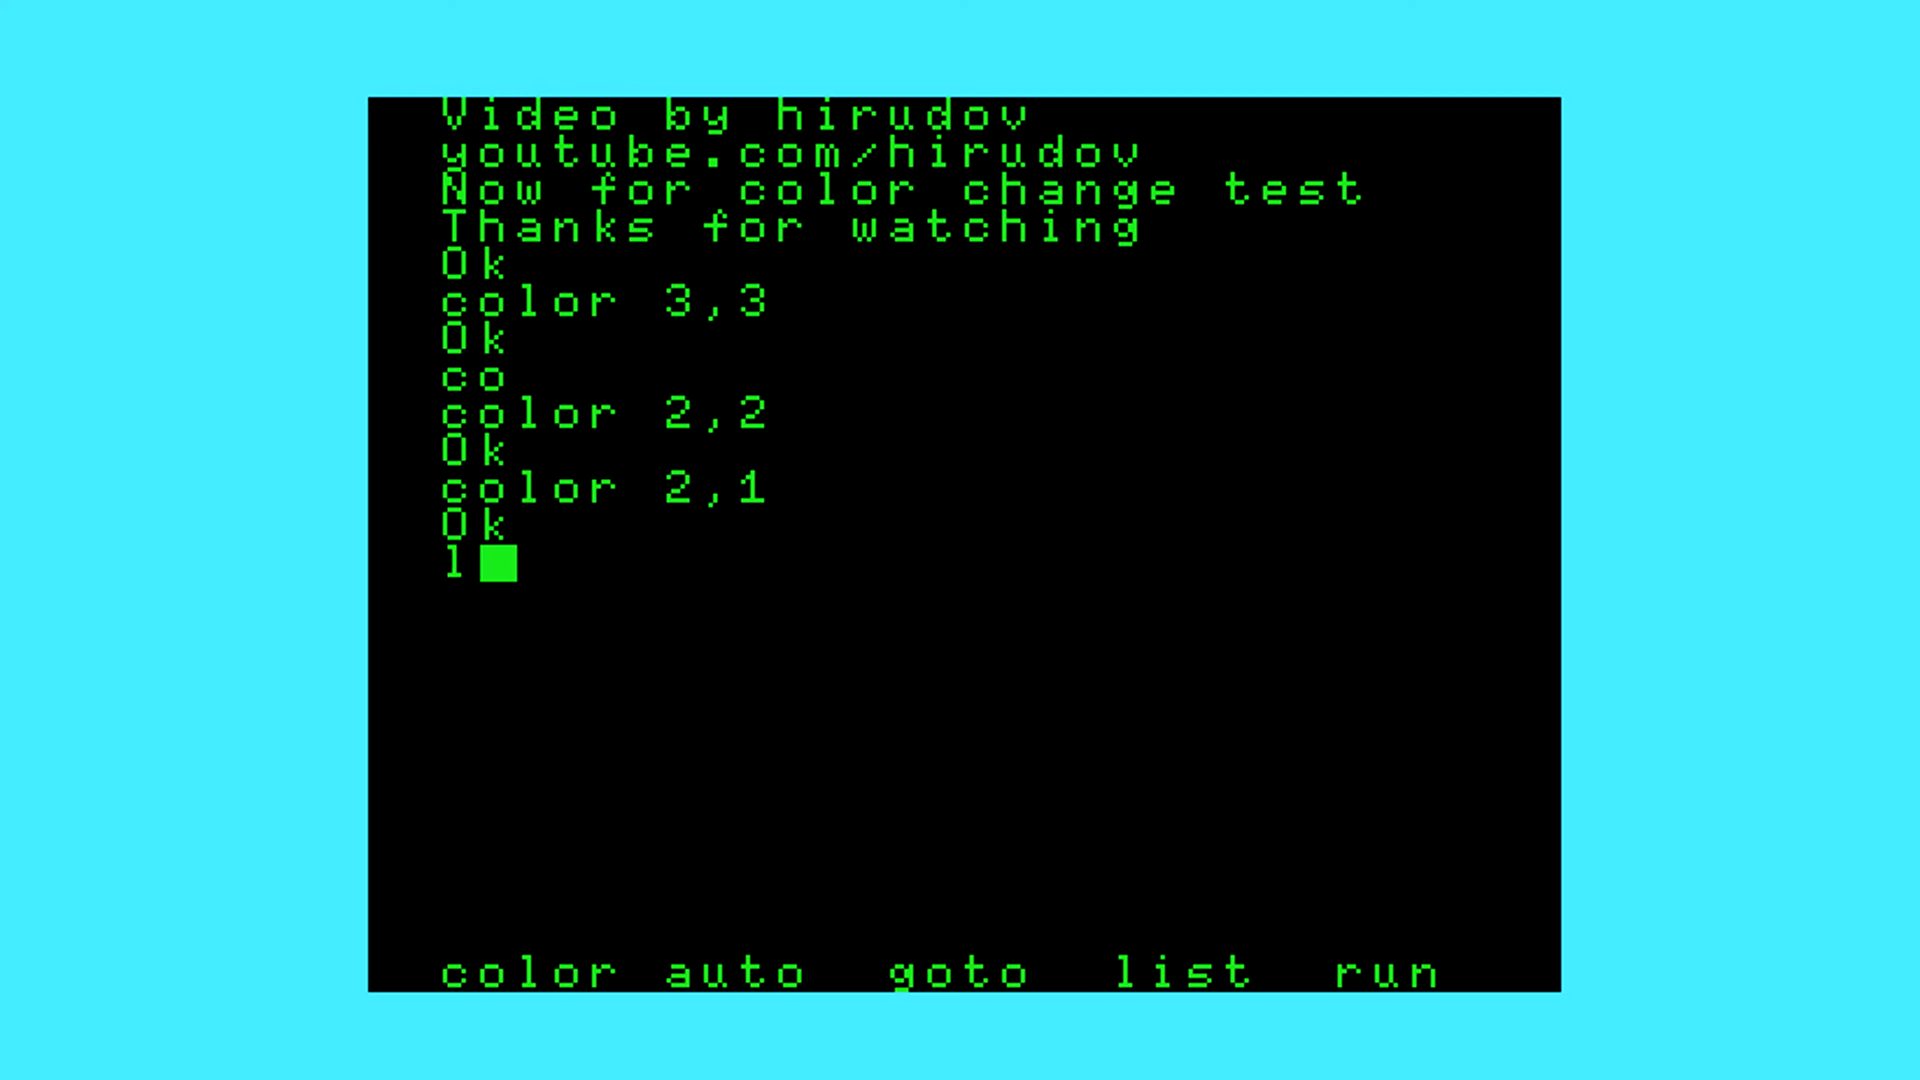 Video by hirudov
youtube.com/hirudov
Now for color change test
Thanks for watching
Ok
color 3,3
Ok
co
color 2,2
Ok
color 2,1
Ok
l
color auto goto list run